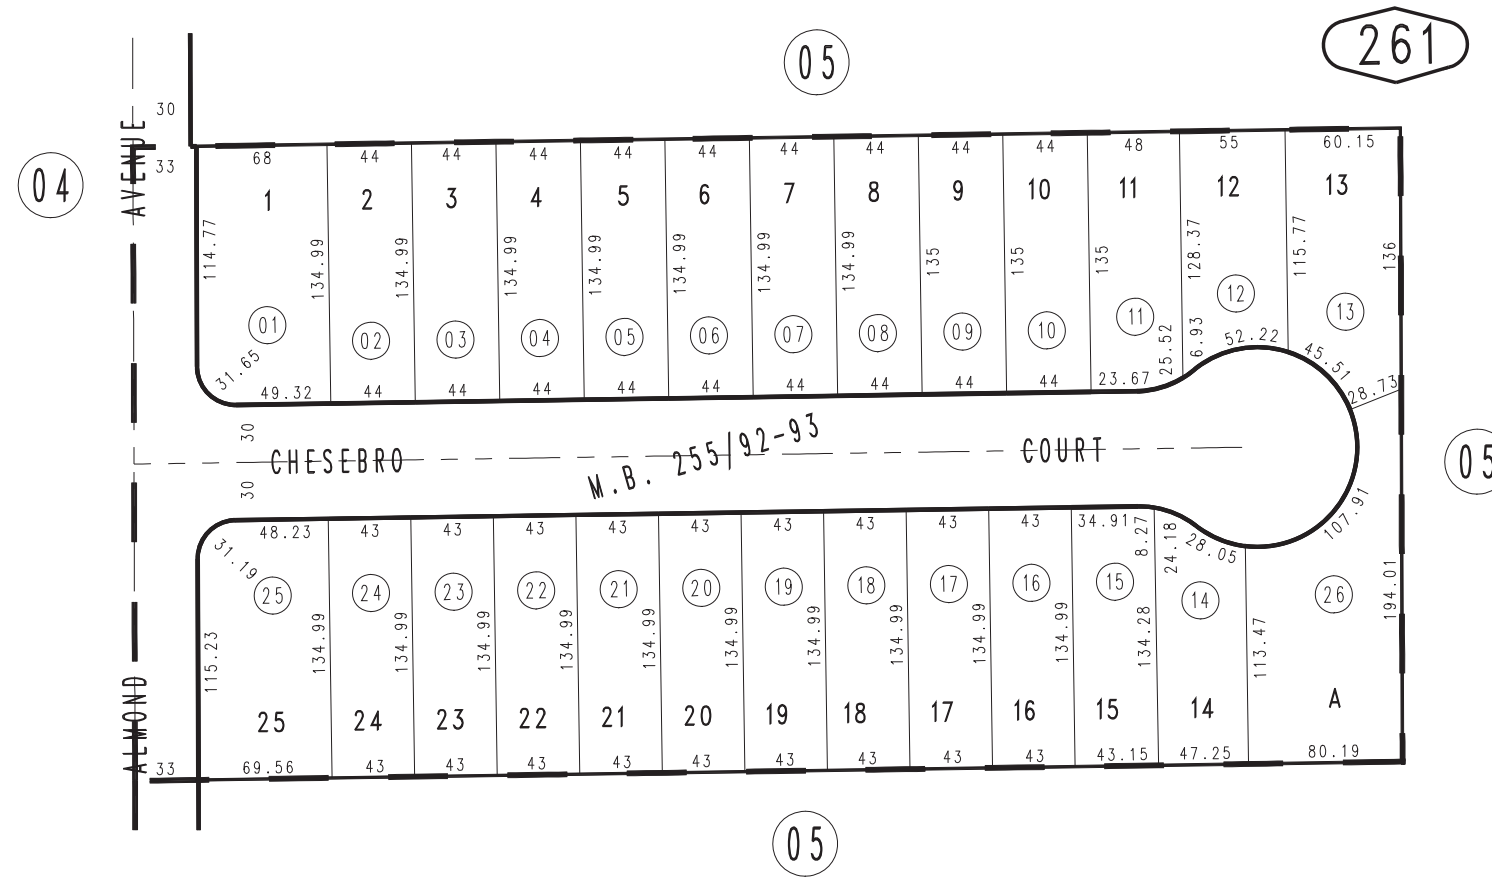 261
05
30
AVENUE
33
04
68 44 44 44 44 44 44 44 44 44 48 55 60.15
1 2 3 4 5 6 7 8 9 10 11 12 13
114.77 134.99 134.99 134.99 134.99 134.99 134.99 134.99 135 135 135 128.37 115.77 136
01 02 03 04 05 06 07 08 09 10 11 12 13
31.65 25.52 6.93 52.22 45.51 28.73
49.32 44 44 44 44 44 44 44 44 44 23.67
30
CHESEBRO COURT
M.B. 255/92-93
05
30
48.23 43 43 43 43 43 43 43 43 43 34.91 8.27 24.18 28.05 107.91
31.19
25 24 23 22 21 20 19 18 17 16 15 14 26
115.23 134.99 134.99 134.99 134.99 134.99 134.99 134.99 134.99 134.99 134.28 113.47 194.01
25 24 23 22 21 20 19 18 17 16 15 14 A
ALMOND
33
69.56 43 43 43 43 43 43 43 43 43 43.15 47.25 80.19
05